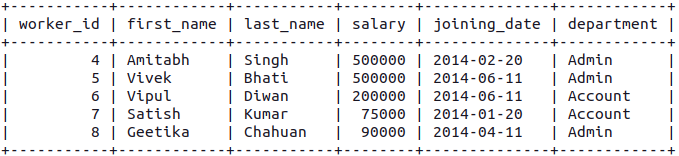 +-----------+------------+-----------+--------+--------------+------------+
| worker_id | first_name | last_name | salary | joining_date | department |
+-----------+------------+-----------+--------+--------------+------------+
|         4 | Amitabh    | Singh     | 500000 | 2014-02-20   | Admin      |
|         5 | Vivek      | Bhati     | 500000 | 2014-06-11   | Admin      |
|         6 | Vipul      | Diwan     | 200000 | 2014-06-11   | Account    |
|         7 | Satish     | Kumar     |  75000 | 2014-01-20   | Account    |
|         8 | Geetika    | Chahuan   |  90000 | 2014-04-11   | Admin      |
+-----------+------------+-----------+--------+--------------+------------+